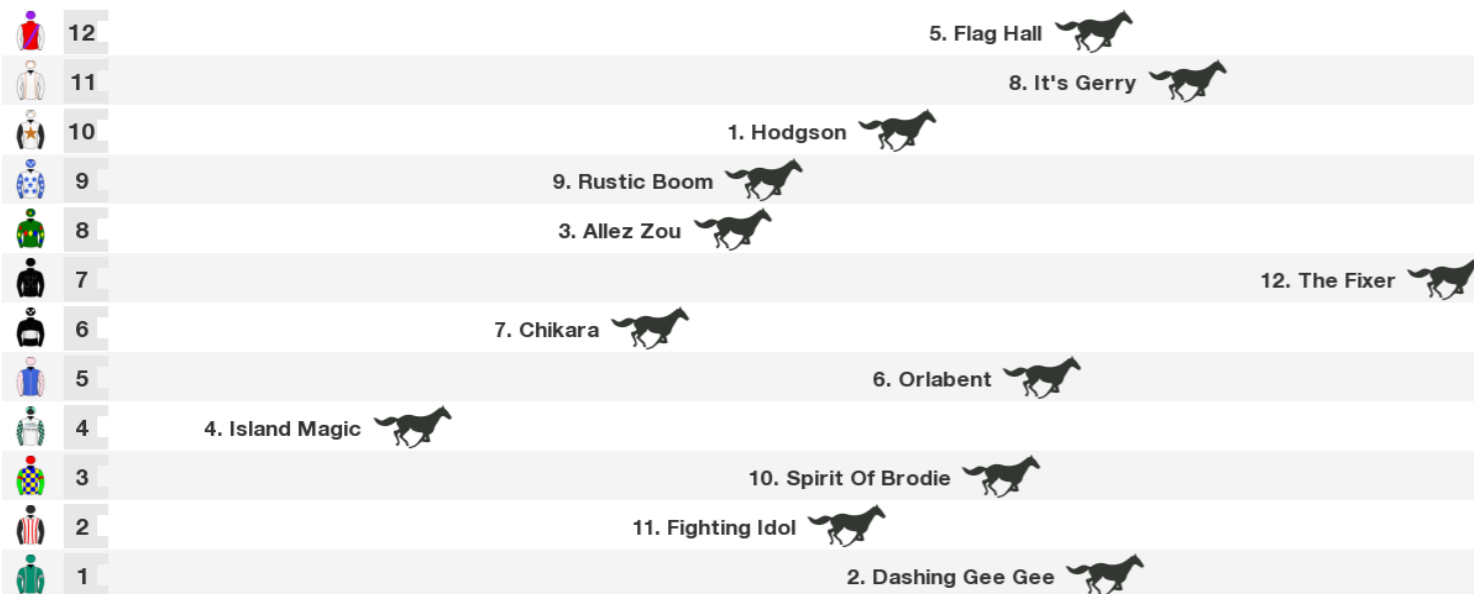 12 5. Flag Hall
11 8. It's Gerry
10 1. Hodgson
9 9. Rustic Boom
8 3. Allez Zou
7 12. The Fixer
6 7. Chikara
5 6. Orlabent
4 4. Island Magic
3 10. Spirit Of Brodie
2 11. Fighting Idol
1 2. Dashing Gee Gee